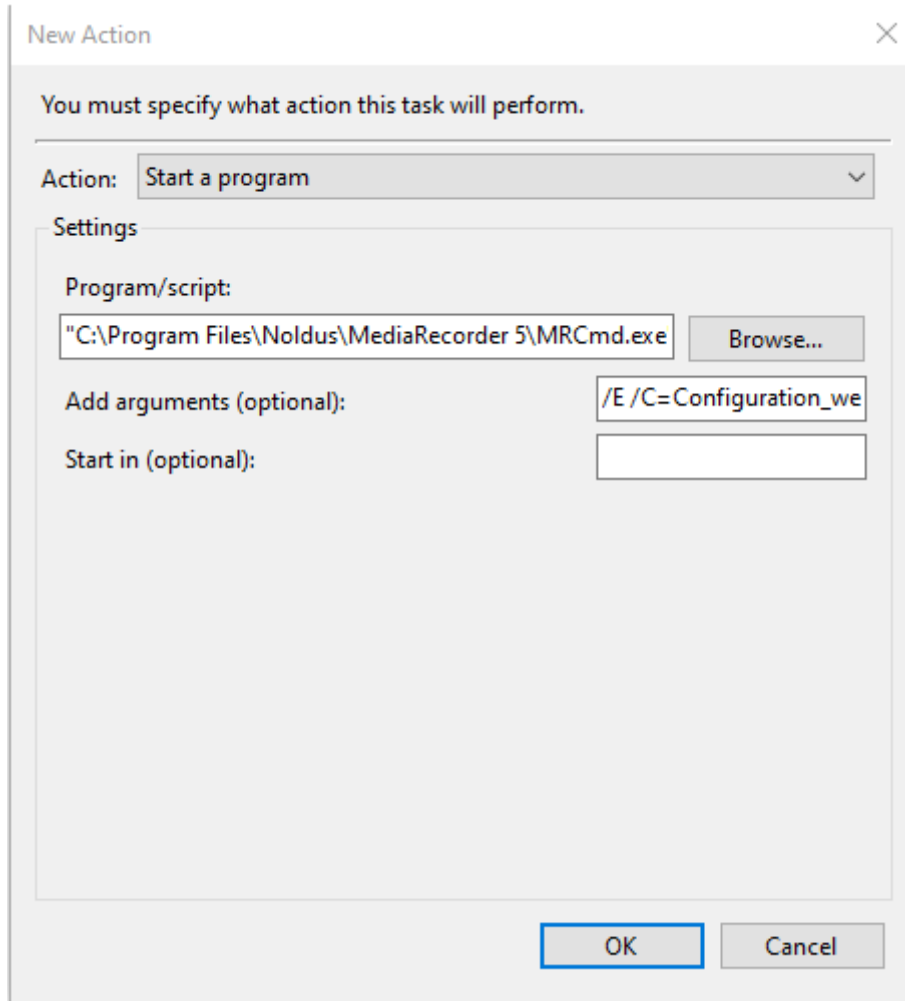 New Action
You must specify what action this task will perform.
Action: Start a program
Settings
Program/script:
"C:\Program Files\Noldus\MediaRecorder 5\MRCmd.exe Browse...
Add arguments (optional): /E /C=Configuration_we
Start in (optional):
OK Cancel